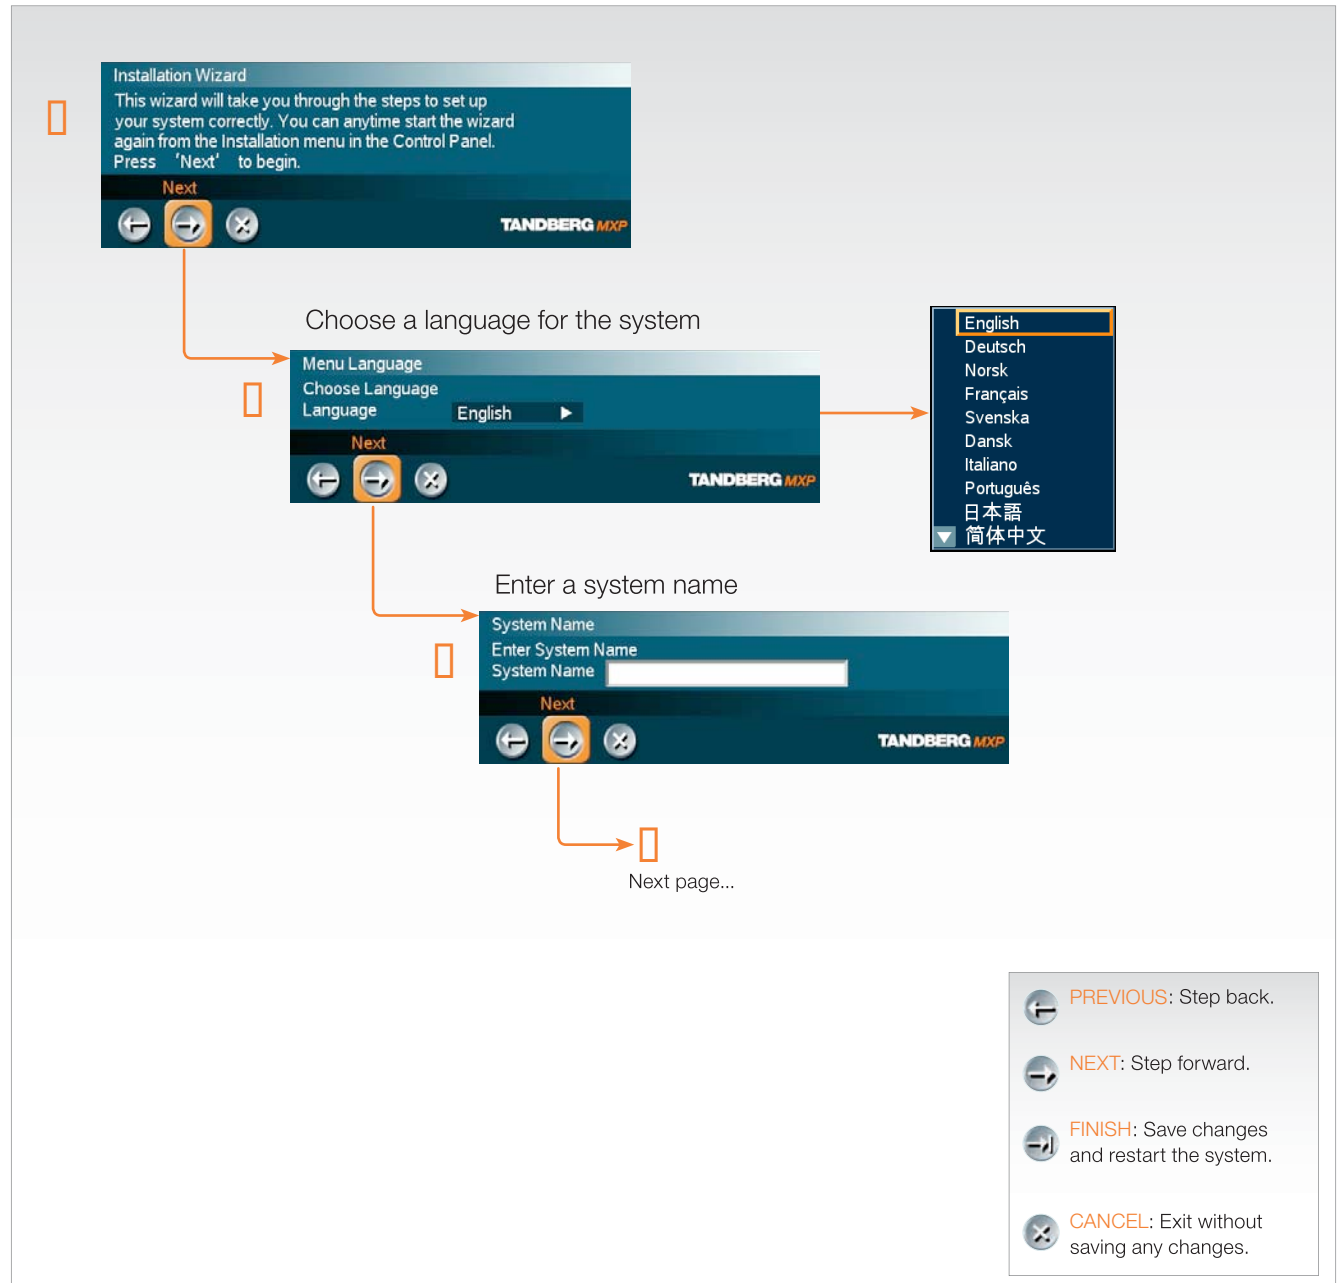 Installation Wizard
This wizard will take you through the steps to set up
your system correctly. You can anytime start the wizard
again from the Installation menu in the Control Panel.
Press 'Next' to begin.
Next
TANDBERG MXP
Choose a language for the system
Menu Language
Choose Language
Language English
Next
TANDBERG MXP
English
Deutsch
Norsk
Français
Svenska
Dansk
Italiano
Português
日本語
简体中文
Enter a system name
System Name
Enter System Name
System Name
Next
TANDBERG MXP
Next page...
PREVIOUS: Step back.
NEXT: Step forward.
FINISH: Save changes
and restart the system.
CANCEL: Exit without
saving any changes.